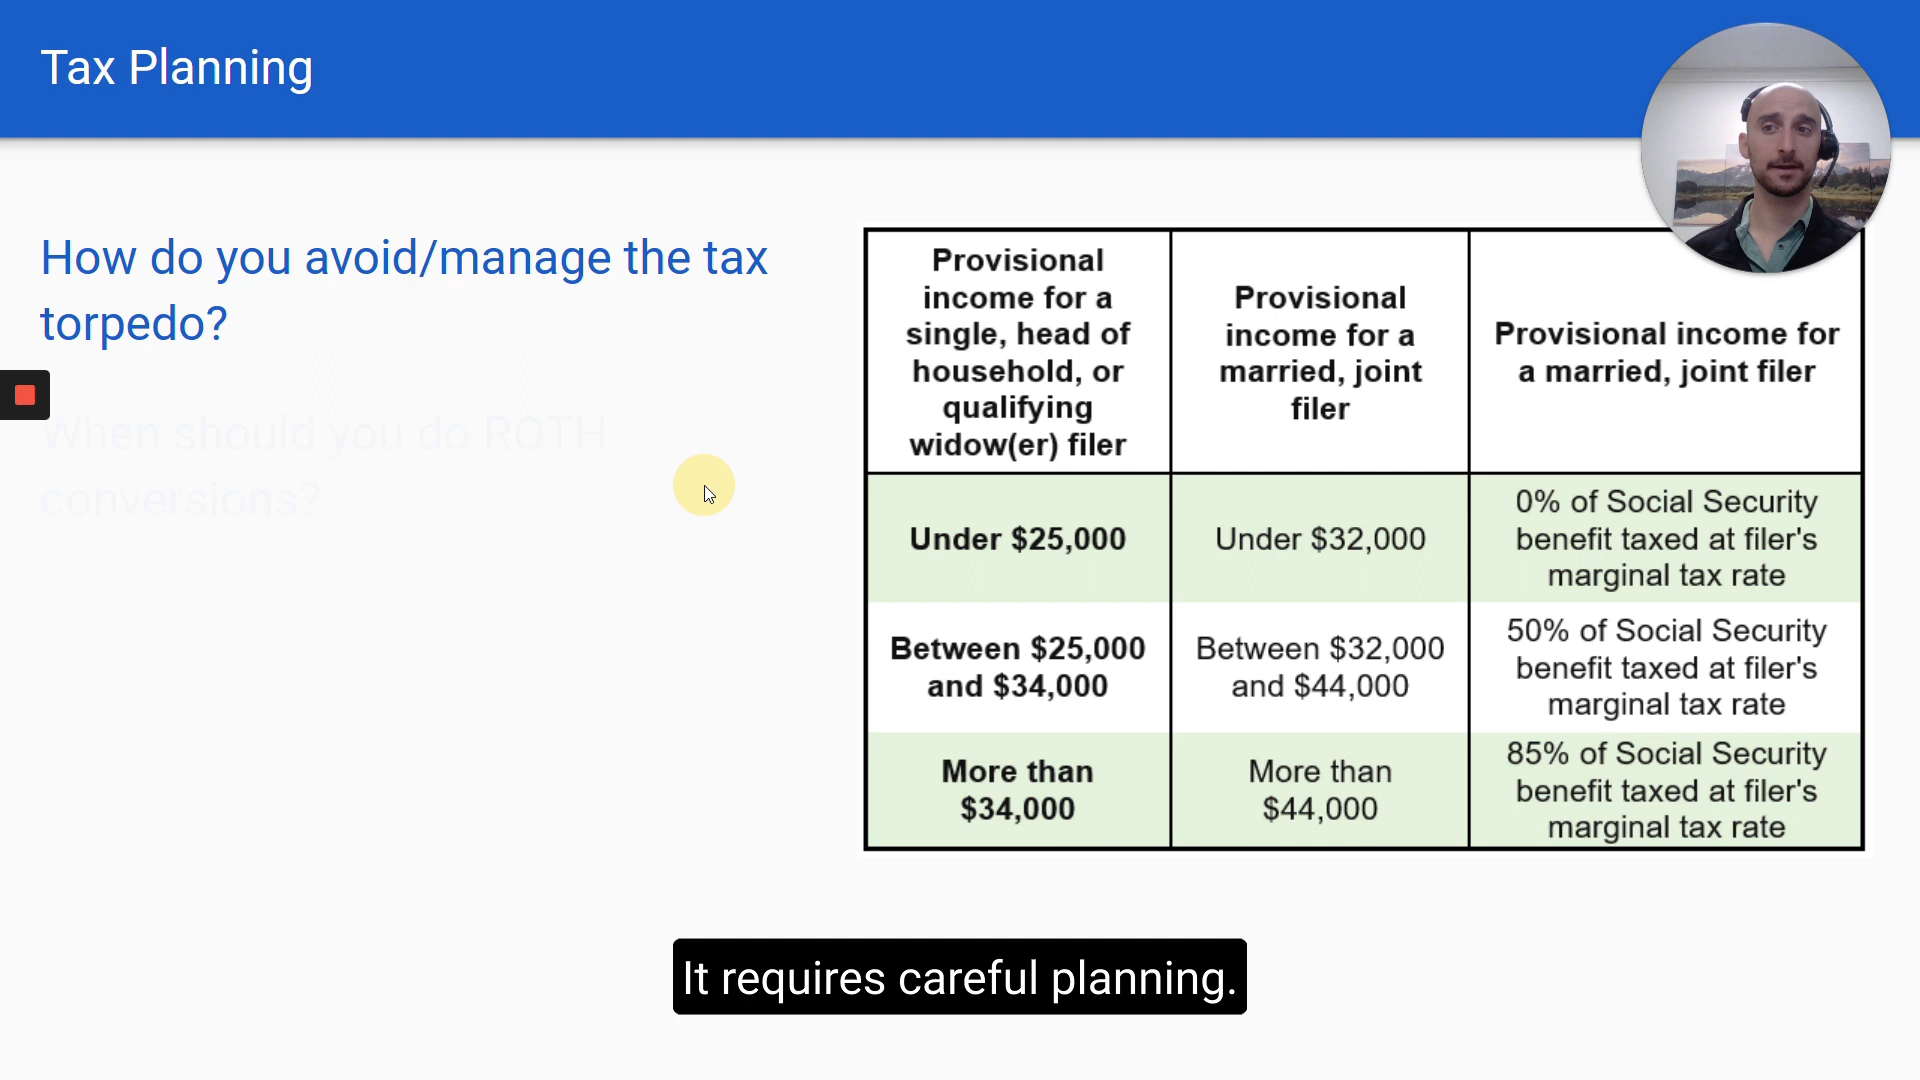 Tax Planning
How do you avoid/manage the tax
torpedo?
When should you do ROTH
conversions?
Provisional
income for a
single, head of
household, or
qualifying
widow(er) filer
Provisional
income for a
married, joint
filer
Provisional income for
a married, joint filer
Under $25,000
Under $32,000
0% of Social Security
benefit taxed at filer's
marginal tax rate
Between $25,000
and $34,000
Between $32,000
and $44,000
50% of Social Security
benefit taxed at filer's
marginal tax rate
More than
$34,000
More than
$44,000
85% of Social Security
benefit taxed at filer's
marginal tax rate
It requires careful planning.